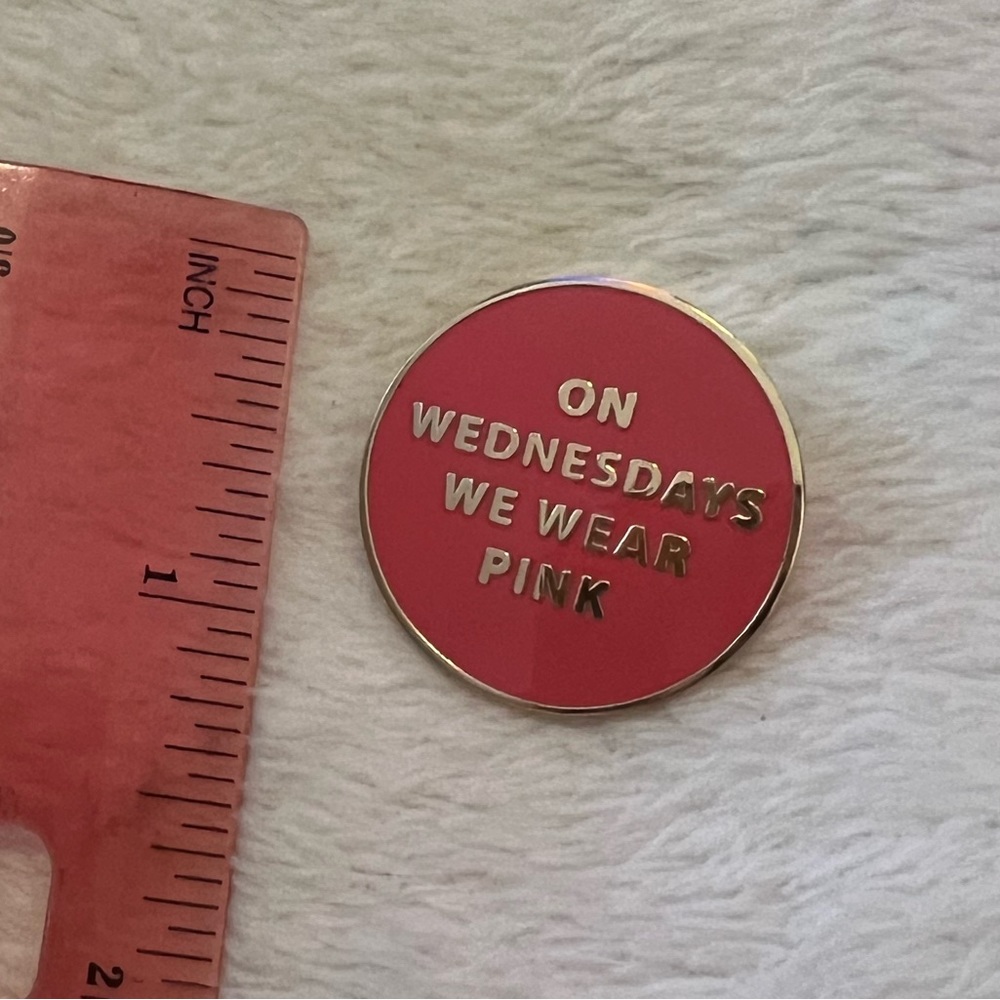 INCH
1
2
ON
WEDNESDAYS
WE WEAR
PINK